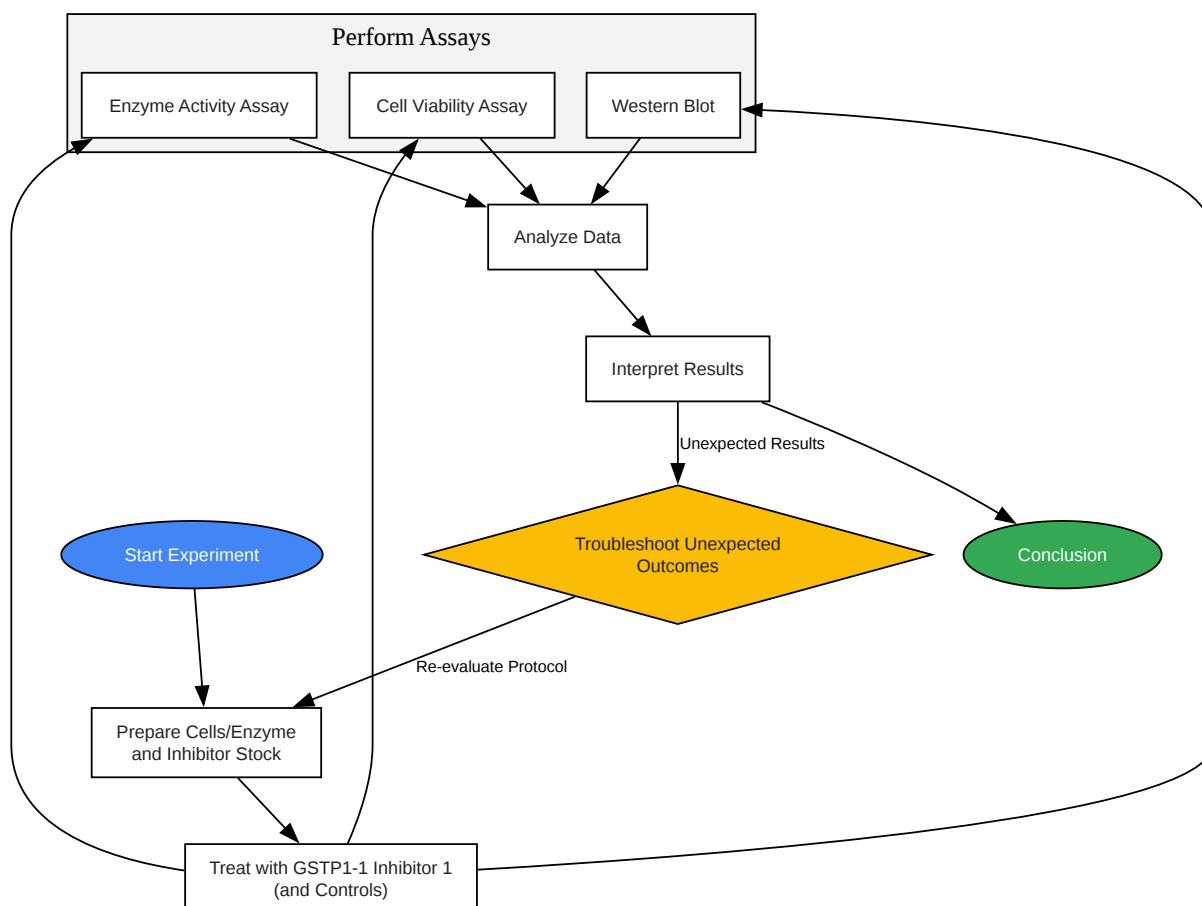 Perform Assays
Enzyme Activity Assay
Cell Viability Assay
Western Blot
Analyze Data
Interpret Results
Unexpected Results
Start Experiment
Troubleshoot Unexpected
Outcomes
Conclusion
Re-evaluate Protocol
Prepare Cells/Enzyme
and Inhibitor Stock
Treat with GSTP1-1 Inhibitor 1
(and Controls)